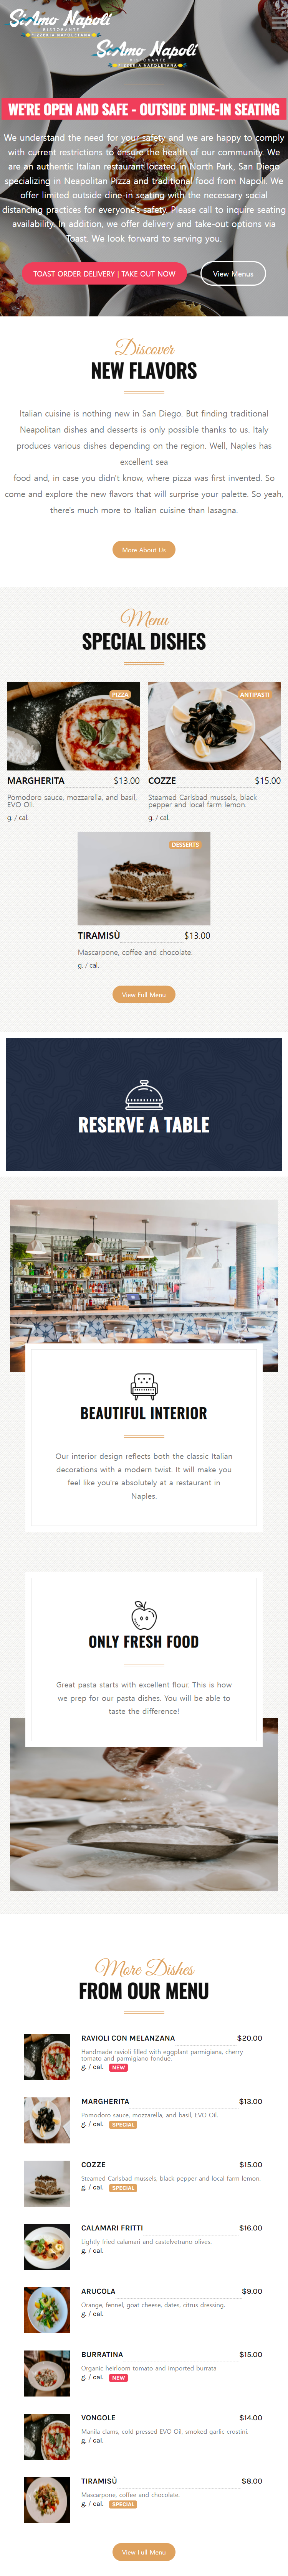 SiAmo Napoli
RISTORANTE
PIZZERIA NAPOLETANA
SiAmo Napoli
RISTORANTE
PIZZERIA NAPOLETANA
WE'RE OPEN AND SAFE - OUTSIDE DINE-IN SEATING
We understand the need for your safety and we are happy to comply
with current restrictions to ensure the health of our community. We
are an authentic Italian restaurant located in North Park, San Diego
specializing in Neapolitan Pizza and traditional food from Napoli. We
offer limited outside dine-in seating with the necessary social
distancing practices for everyone's safety. Please call to inquire seating
availability. In addition, we offer delivery and take-out options via
Toast. We look forward to serving you.
TOAST ORDER DELIVERY | TAKE OUT NOW
View Menus
Discover
NEW FLAVORS
Italian cuisine is nothing new in San Diego. But finding traditional
Neapolitan dishes and desserts is only possible thanks to us. Italy
produces various dishes depending on the region. Well, Naples has
excellent sea
food and, in case you didn't know, where pizza was first invented. So
come and explore the new flavors that will surprise your palette. So yeah,
there's much more to Italian cuisine than lasagna.
More About Us
Menu
SPECIAL DISHES
PIZZA
MARGHERITA $13.00
Pomodoro sauce, mozzarella, and basil,
EVO Oil.
g. / cal.
ANTIPASTI
COZZE $15.00
Steamed Carlsbad mussels, black
pepper and local farm lemon.
g. / cal.
DESSERTS
TIRAMISÙ $13.00
Mascarpone, coffee and chocolate.
g. / cal.
View Full Menu
RESERVE A TABLE
BEAUTIFUL INTERIOR
Our interior design reflects both the classic Italian
decorations with a modern twist. It will make you
feel like you're absolutely at a restaurant in
Naples.
ONLY FRESH FOOD
Great pasta starts with excellent flour. This is how
we prep for our pasta dishes. You will be able to
taste the difference!
More Dishes
FROM OUR MENU
RAVIOLI CON MELANZANA $20.00
Handmade ravioli filled with eggplant parmigiana, cherry
tomato and parmigiano fondue.
g. / cal. NEW
MARGHERITA $13.00
Pomodoro sauce, mozzarella, and basil, EVO Oil.
g. / cal. SPECIAL
COZZE $15.00
Steamed Carlsbad mussels, black pepper and local farm lemon.
g. / cal. SPECIAL
CALAMARI FRITTI $16.00
Lightly fried calamari and castelvetrano olives.
g. / cal.
ARUCOLA $9.00
Orange, fennel, goat cheese, dates, citrus dressing.
g. / cal.
BURRATINA $15.00
Organic heirloom tomato and imported burrata
g. / cal. NEW
VONGOLE $14.00
Manila clams, cold pressed EVO Oil, smoked garlic crostini.
g. / cal.
TIRAMISÙ $8.00
Mascarpone, coffee and chocolate.
g. / cal. SPECIAL
View Full Menu